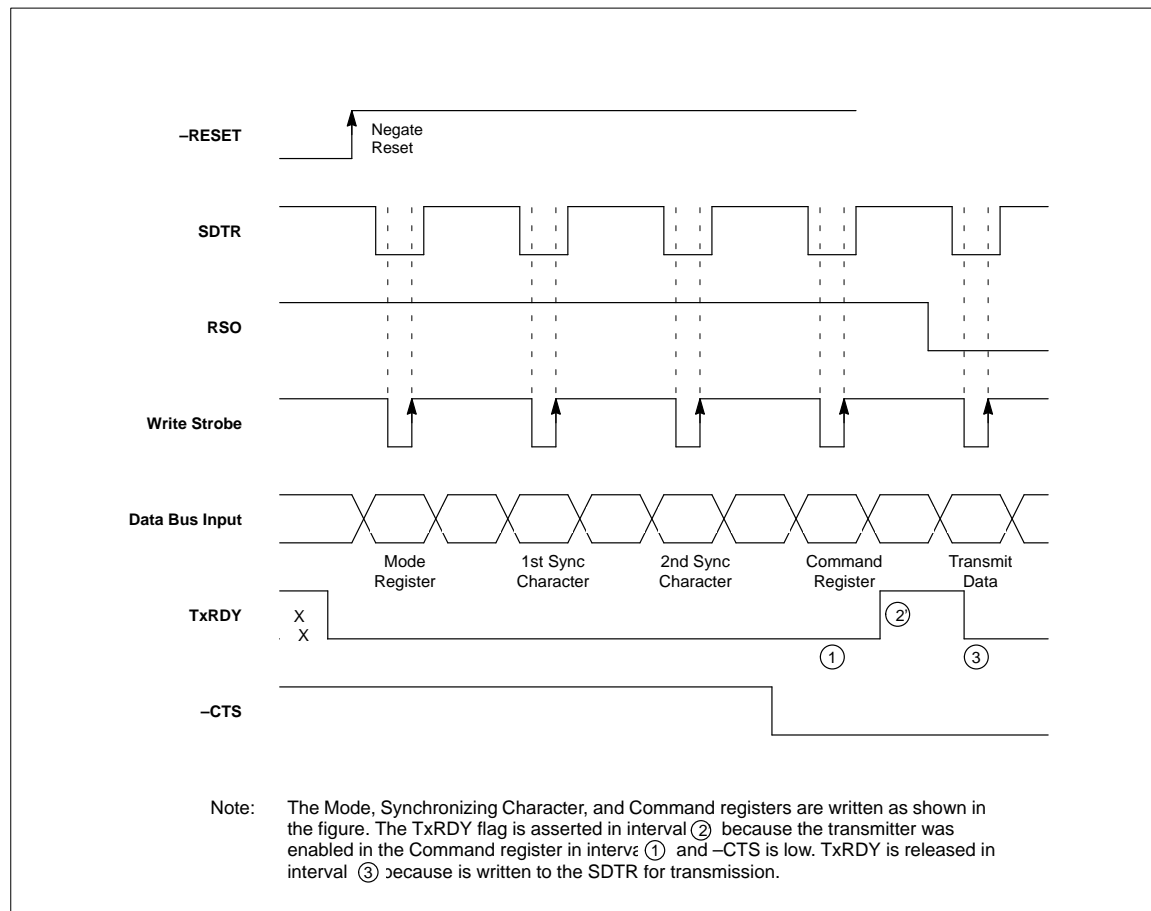 –RESET
Negate
Reset
SDTR
RSO
Write Strobe
Data Bus Input
Mode
Register
1st Sync
Character
2nd Sync
Character
Command
Register
Transmit
Data
TxRDY
X
X
2'
1
3
–CTS
Note: The Mode, Synchronizing Character, and Command registers are written as shown in
the figure. The TxRDY flag is asserted in interval 2 because the transmitter was
enabled in the Command register in interva 1 and –CTS is low. TxRDY is released in
interval 3 because is written to the SDTR for transmission.